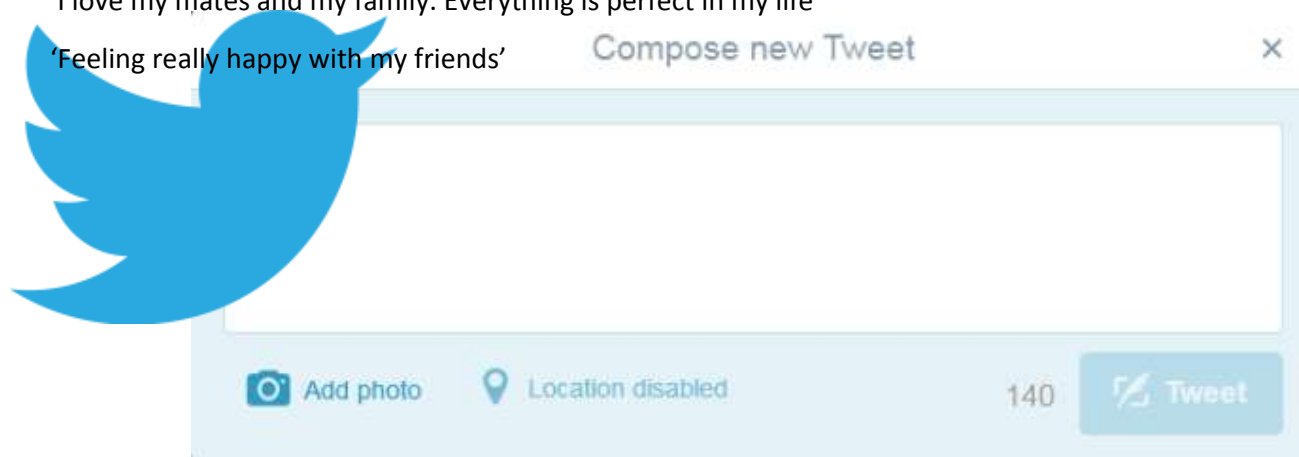 I love my mates and my family. Everything is perfect in my life
‘Feeling really happy with my friends’
Compose new Tweet ×
Add photo
Location disabled
140
Tweet